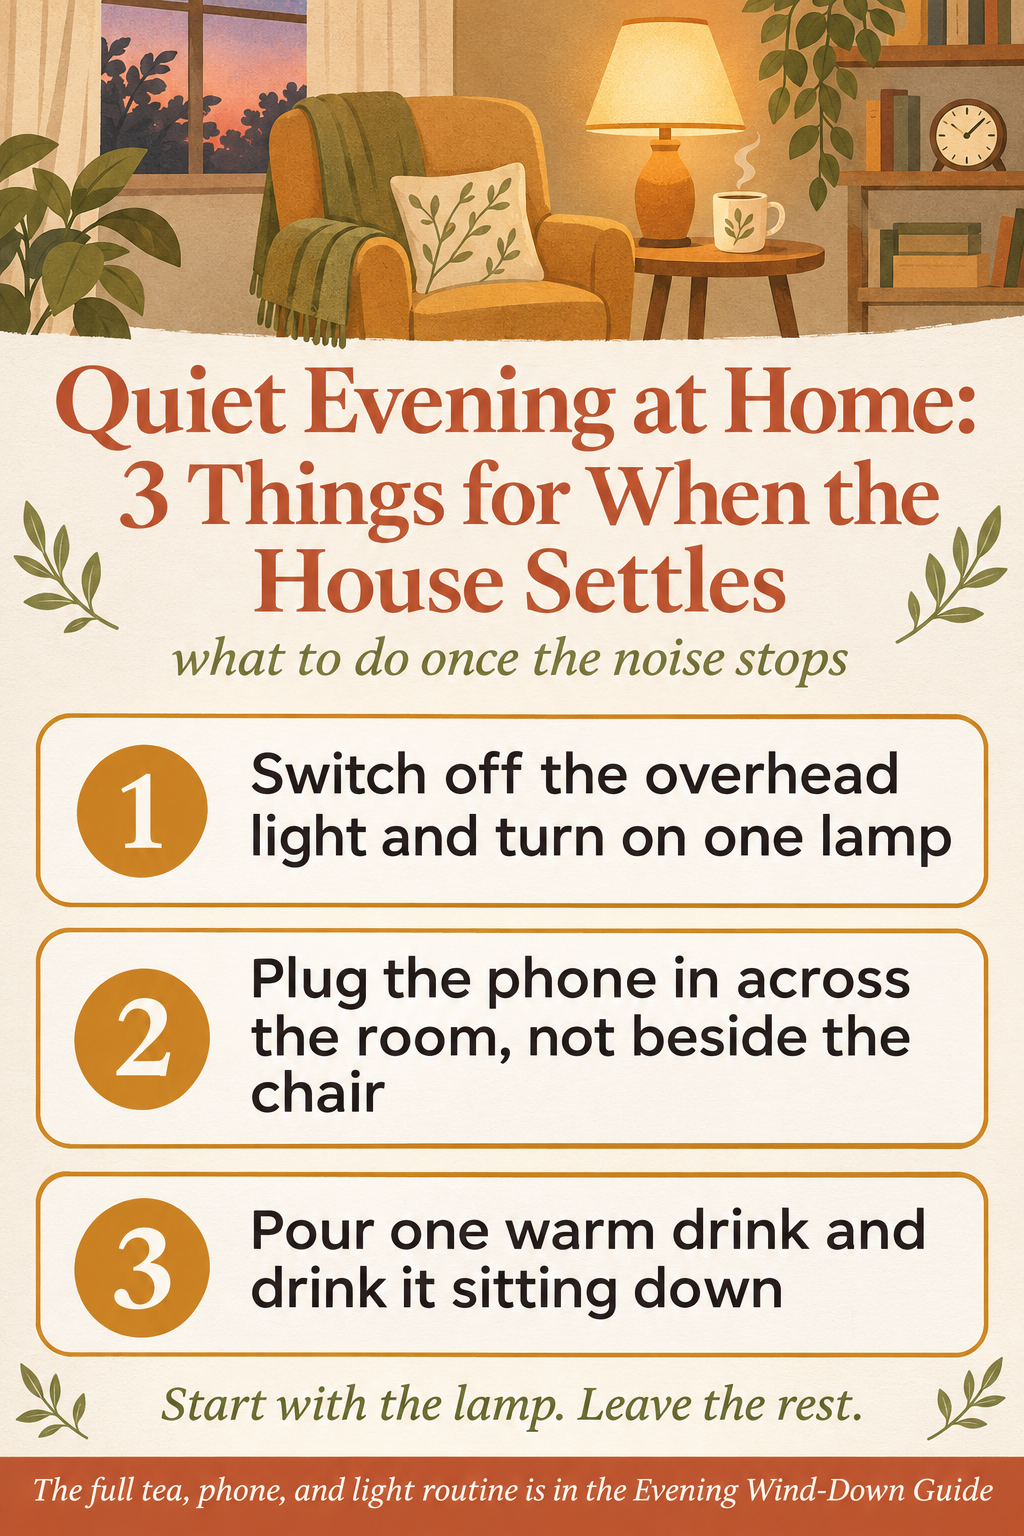 Quiet Evening at Home:
3 Things for When the
House Settles
what to do once the noise stops
1
Switch off the overhead
light and turn on one lamp
2
Plug the phone in across
the room, not beside the
chair
3
Pour one warm drink and
drink it sitting down
Start with the lamp. Leave the rest.
The full tea, phone, and light routine is in the Evening Wind-Down Guide